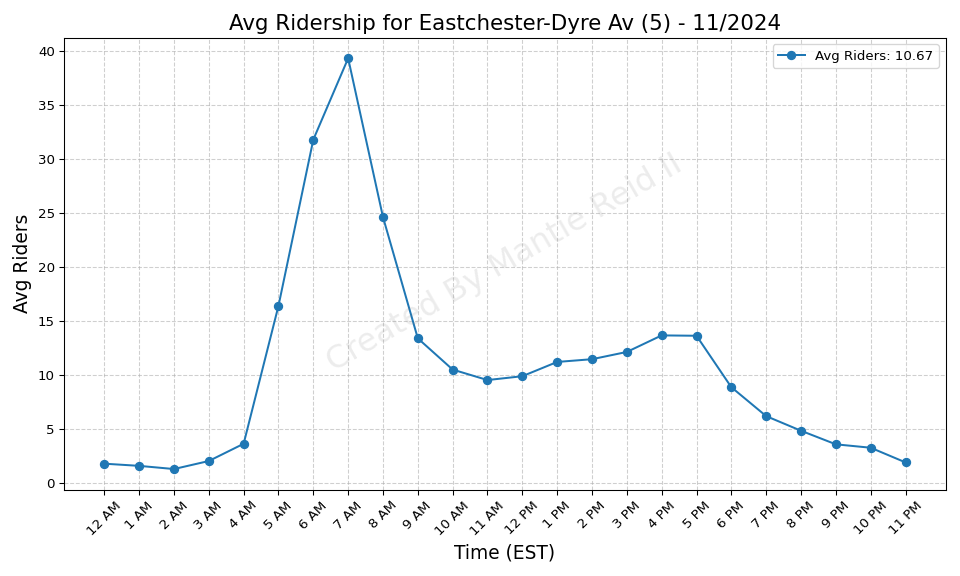 Avg Ridership for Eastchester-Dyre Av (5) - 11/2024
Avg Riders: 10.67
40
35
30
25
20
15
10
5
0
Avg Riders
Created By Mantie Reid II
12 AM
1 AM
2 AM
3 AM
4 AM
5 AM
6 AM
7 AM
8 AM
9 AM
10 AM
11 AM
12 PM
1 PM
2 PM
3 PM
4 PM
5 PM
6 PM
7 PM
8 PM
9 PM
10 PM
11 PM
Time (EST)